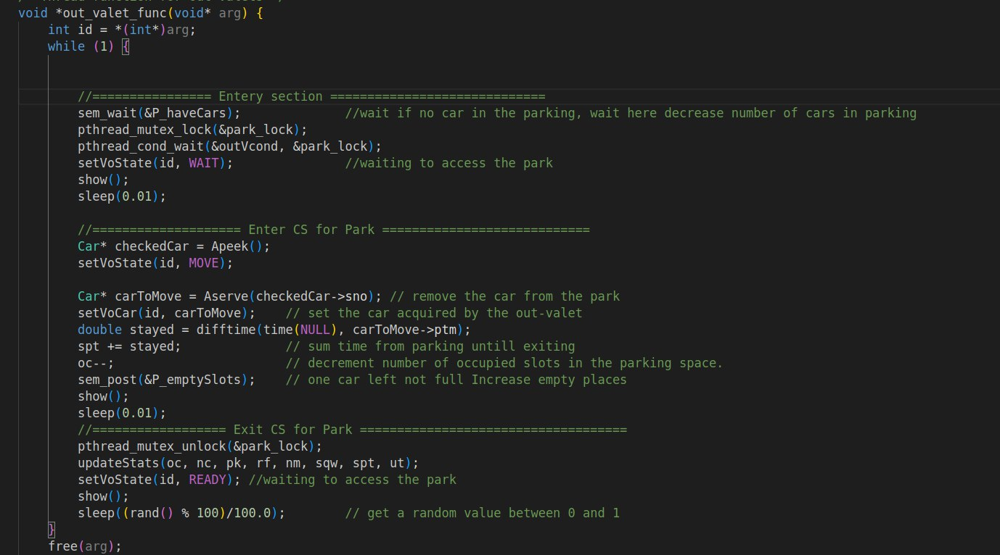 void *out_valet_func(void* arg) {
    int id = *(int*)arg;
    while (1) {
        //================ Entery section =============================
        sem_wait(&P_haveCars);              //wait if no car in the parking, wait here decrease number of cars in parking
        pthread_mutex_lock(&park_lock);
        pthread_cond_wait(&outVcond, &park_lock);
        setVoState(id, WAIT);               //waiting to access the park
        show();
        sleep(0.01);
        //==================== Enter CS for Park ============================
        Car* checkedCar = Apeek();
        setVoState(id, MOVE);
        Car* carToMove = Aserve(checkedCar->sno); // remove the car from the park
        setVoCar(id, carToMove);    // set the car acquired by the out-valet
        double stayed = difftime(time(NULL), carToMove->ptm);
        spt += stayed;              // sum time from parking untill exiting
        oc--;                       // decrement number of occupied slots in the parking space.
        sem_post(&P_emptySlots);    // one car left not full Increase empty places
        show();
        sleep(0.01);
        //================== Exit CS for Park ====================================
        pthread_mutex_unlock(&park_lock);
        updateStats(oc, nc, pk, rf, nm, sqw, spt, ut);
        setVoState(id, READY); //waiting to access the park
        show();
        sleep((rand() % 100)/100.0);        // get a random value between 0 and 1
    }
    free(arg);